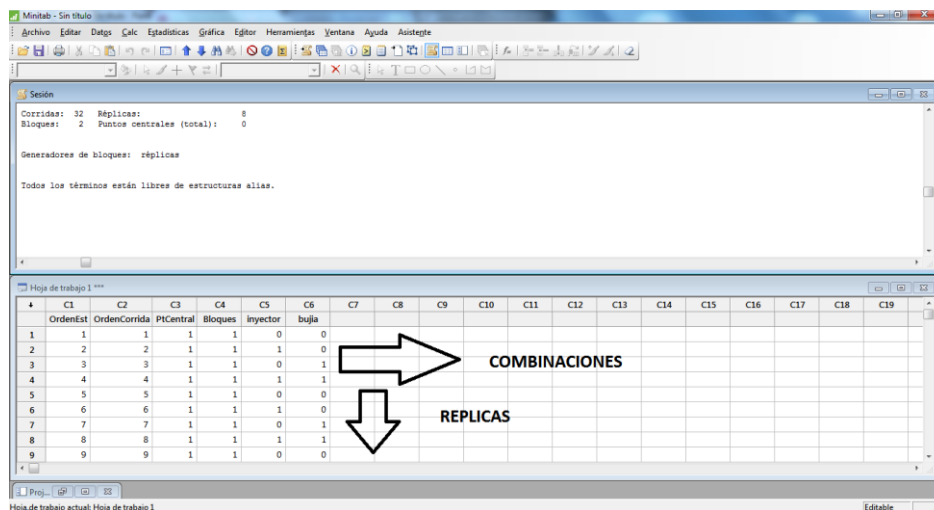 Minitab - Sin título
Archivo Editar Datos Calc Estadísticas Gráfica Editor Herramientas Ventana Ayuda Asistente
Sesión
Corridas: 32 Réplicas: 8
Bloques: 2 Puntos centrales (total): 0
Generadores de bloques: réplicas
Todos los términos están libres de estructuras alias.
Hoja de trabajo 1 ***
C1 C2 C3 C4 C5 C6 C7 C8 C9 C10 C11 C12 C13 C14 C15 C16 C17 C18 C19
OrdenEst OrdenCorrida PtCentral Bloques inyector bujia
1 1 1 1 1 0 0
2 2 2 1 1 1 0
3 3 3 1 1 0 1
COMBINACIONES
4 4 4 1 1 1 1
5 5 5 1 1 0 0
6 6 6 1 1 1 0
REPLICAS
7 7 7 1 1 0 1
8 8 8 1 1 1 1
9 9 9 1 1 0 0
Proj...
Hoja de trabajo actual: Hoja de trabajo 1 Editable